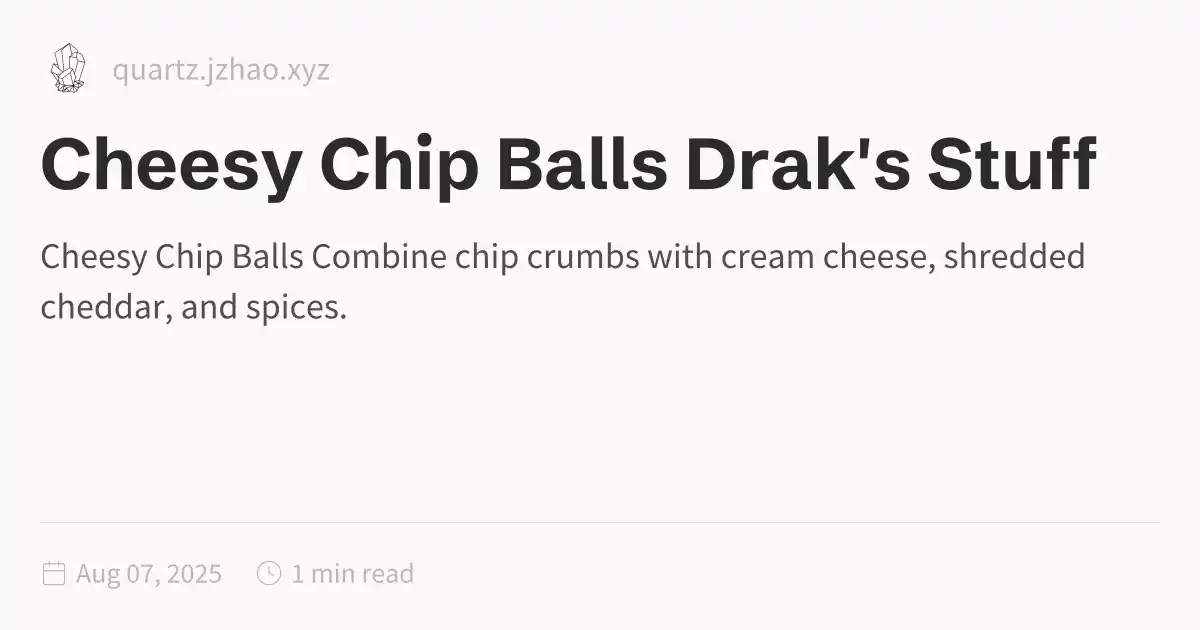 quartz.jzhao.xyz
Cheesy Chip Balls Drak's Stuff
Cheesy Chip Balls Combine chip crumbs with cream cheese, shredded
cheddar, and spices.
Aug 07, 2025 1 min read